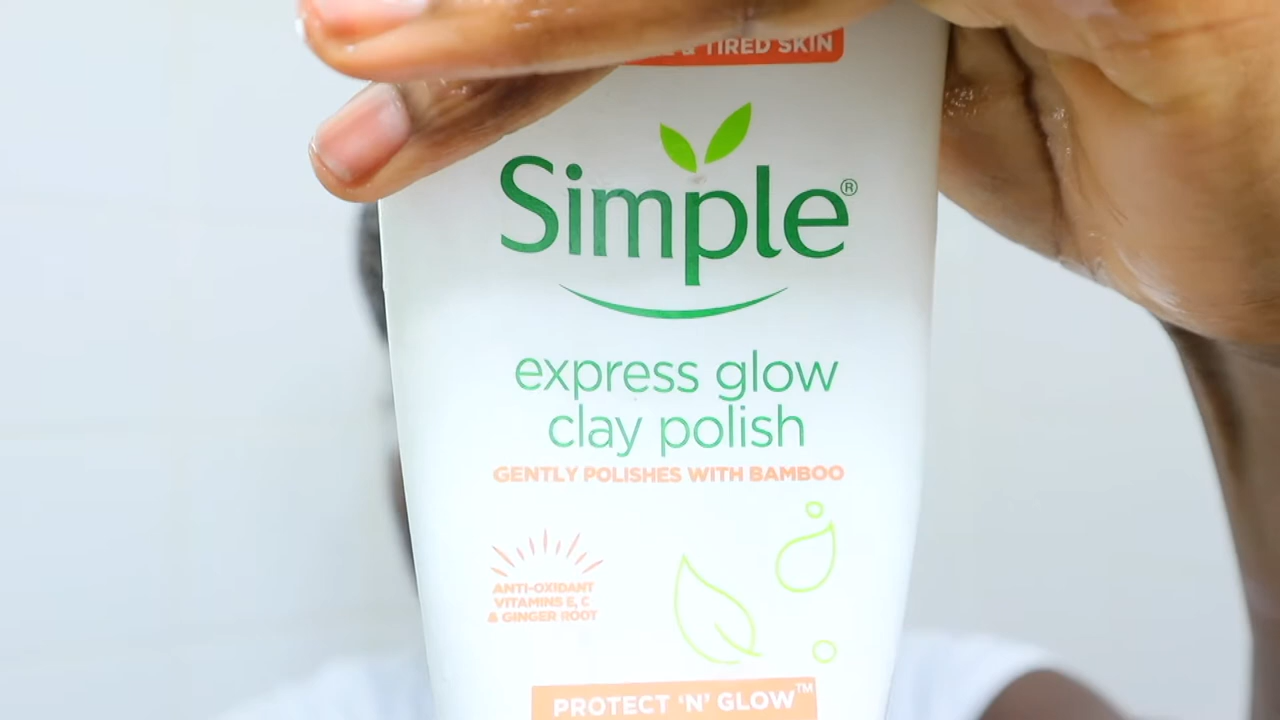 & TIRED SKIN
Simple®
express glow
clay polish
GENTLY POLISHES WITH BAMBOO
ANTI-OXIDANT
VITAMINS E, C
& GINGER ROOT
PROTECT 'N' GLOW™